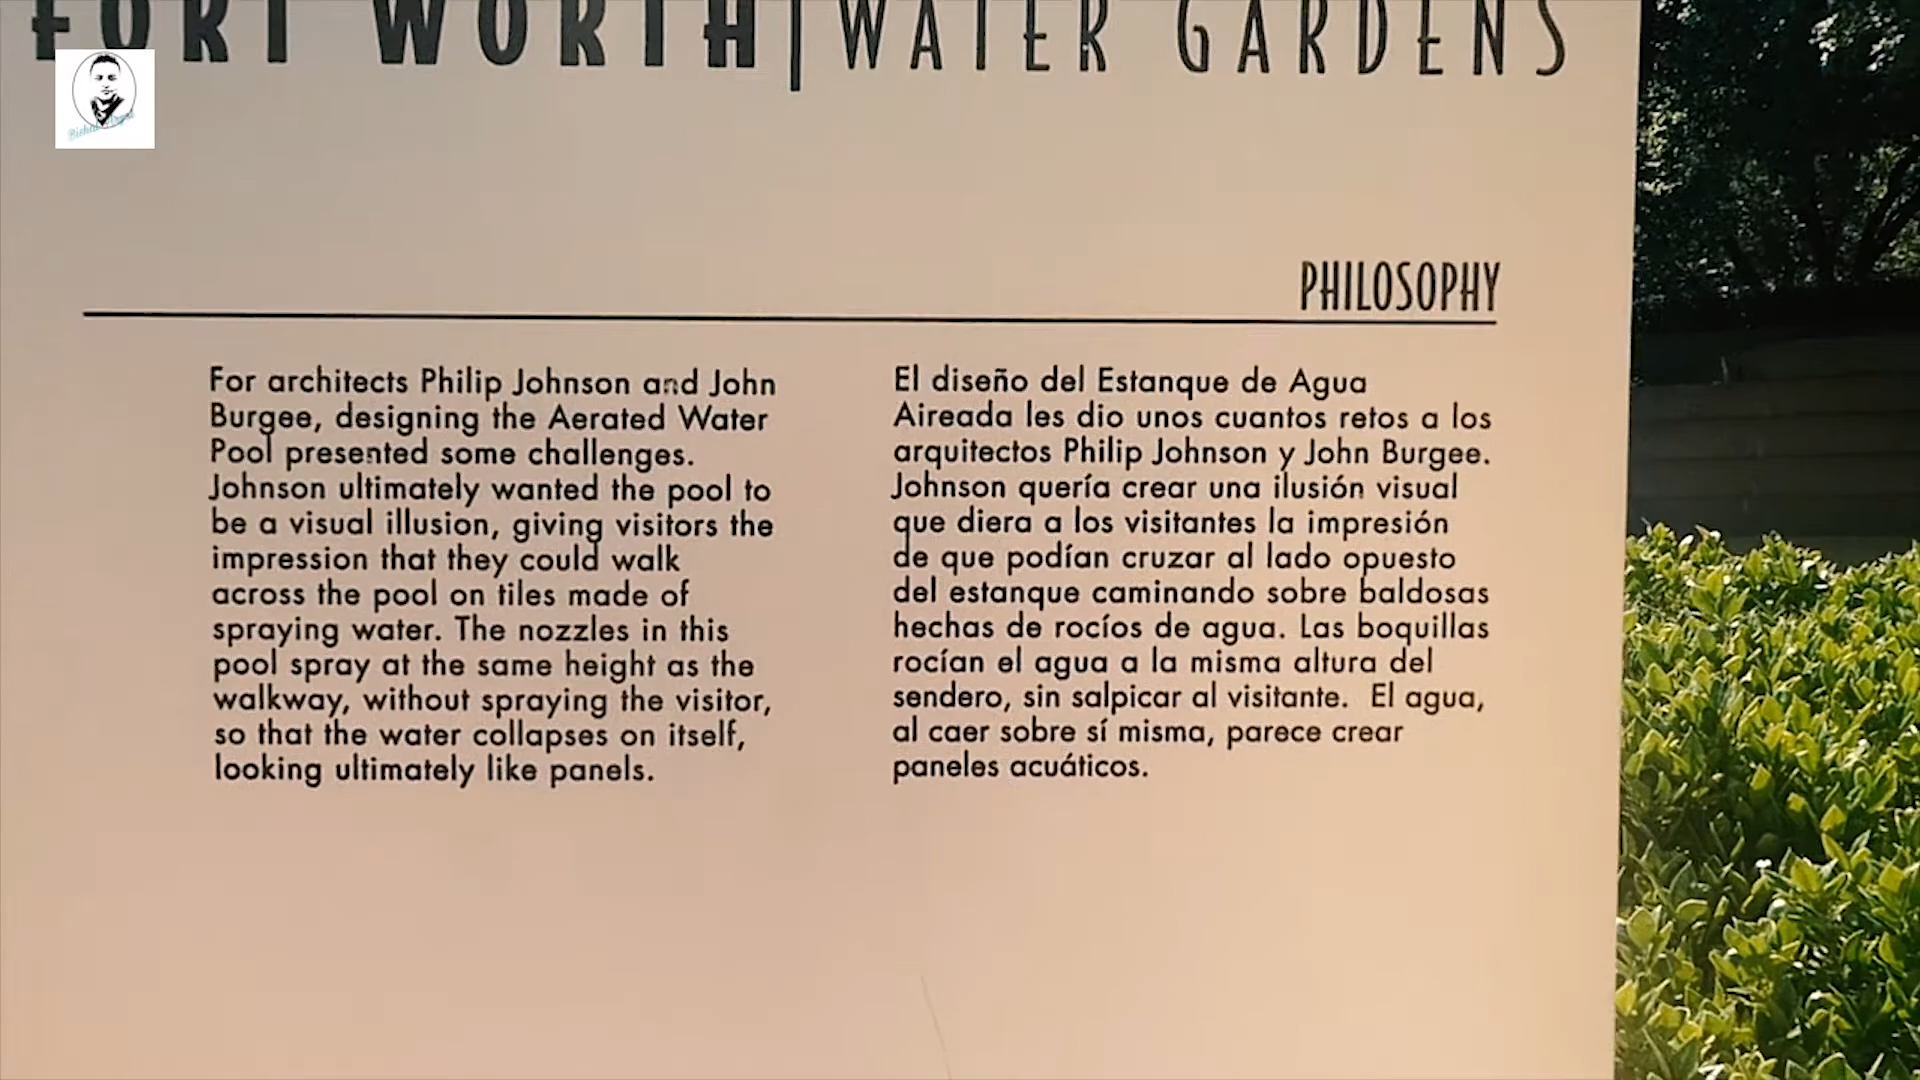 FORT WORTH | WATER GARDENS
PHILOSOPHY
For architects Philip Johnson and John
Burgee, designing the Aerated Water
Pool presented some challenges.
Johnson ultimately wanted the pool to
be a visual illusion, giving visitors the
impression that they could walk
across the pool on tiles made of
spraying water. The nozzles in this
pool spray at the same height as the
walkway, without spraying the visitor,
so that the water collapses on itself,
looking ultimately like panels.
El diseño del Estanque de Agua
Aireada les dio unos cuantos retos a los
arquitectos Philip Johnson y John Burgee.
Johnson quería crear una ilusión visual
que diera a los visitantes la impresión
de que podían cruzar al lado opuesto
del estanque caminando sobre baldosas
hechas de rocíos de agua. Las boquillas
rocían el agua a la misma altura del
sendero, sin salpicar al visitante. El agua,
al caer sobre sí misma, parece crear
paneles acuáticos.